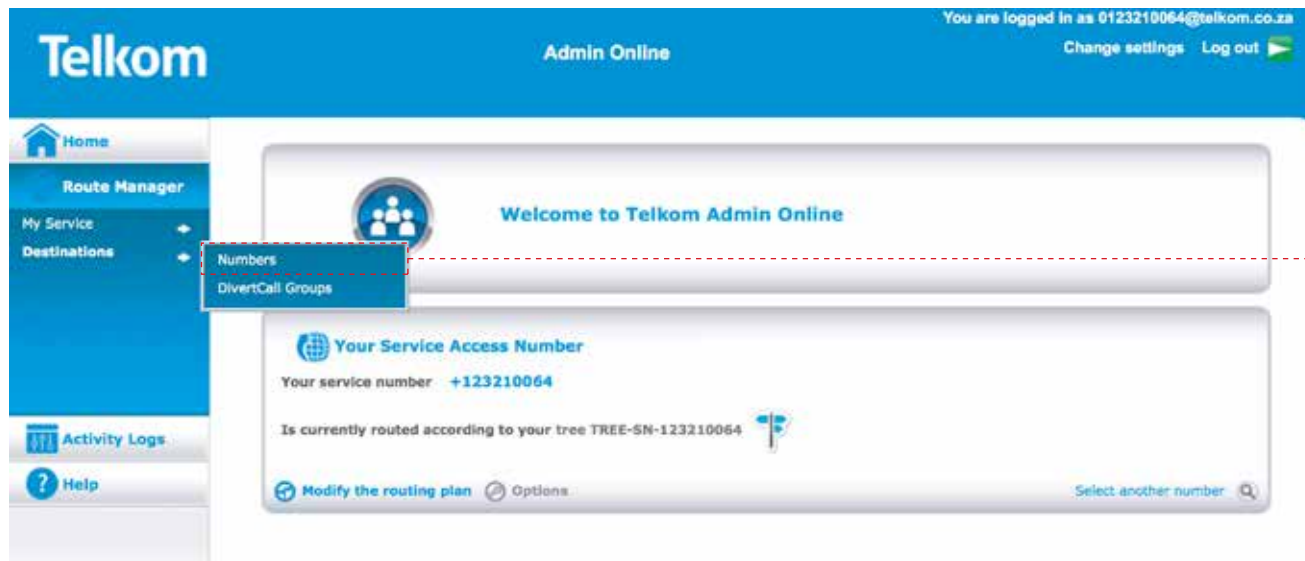 You are logged in as 0123210064@telkom.co.za
Telkom
Admin Online
Change settings Log out
Home
Route Manager
My Service
Destinations
Numbers
DivertCall Groups
Activity Logs
Help
Welcome to Telkom Admin Online
Your Service Access Number
Your service number +123210064
Is currently routed according to your tree TREE-SN-123210064
Modify the routing plan Options
Select another number